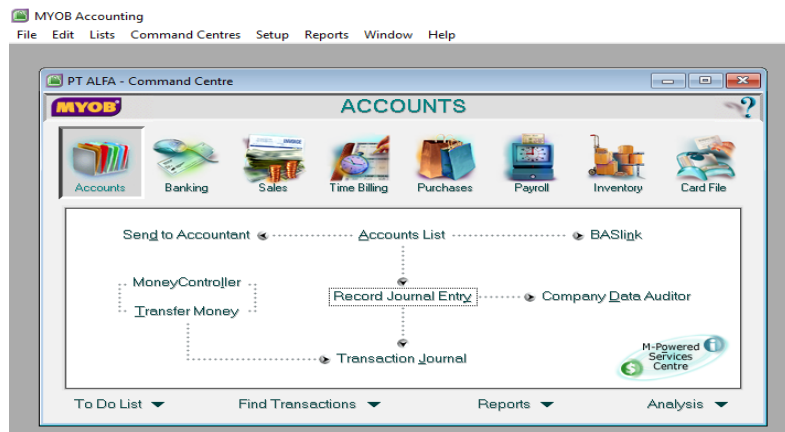 MYOB Accounting
File Edit Lists Command Centres Setup Reports Window Help
PT ALFA - Command Centre
MYOB ACCOUNTS ?
Accounts Banking Sales Time Billing Purchases Payroll Inventory Card File
Send to Accountant Accounts List BASlink
MoneyController
Record Journal Entry Company Data Auditor
Transfer Money
M-Powered
Services
Centre
Transaction Journal
To Do List Find Transactions Reports Analysis